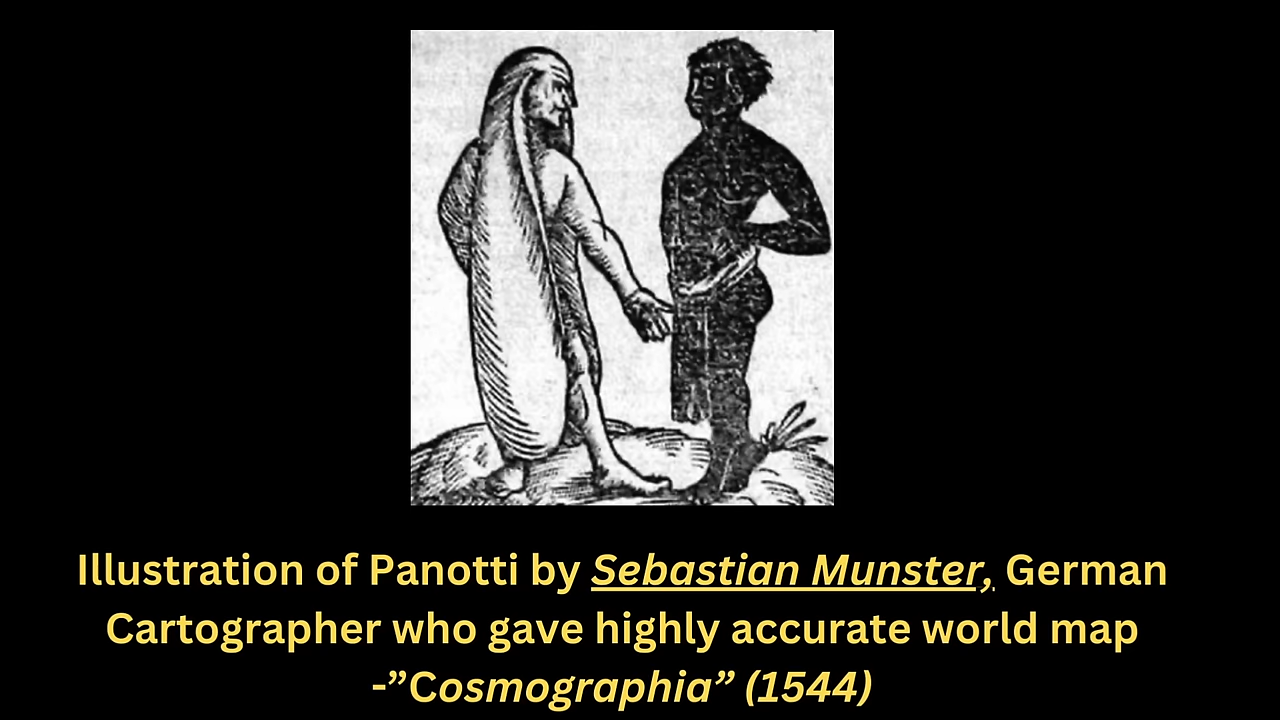 Illustration of Panotti by Sebastian Munster, German
Cartographer who gave highly accurate world map
-”Cosmographia” (1544)